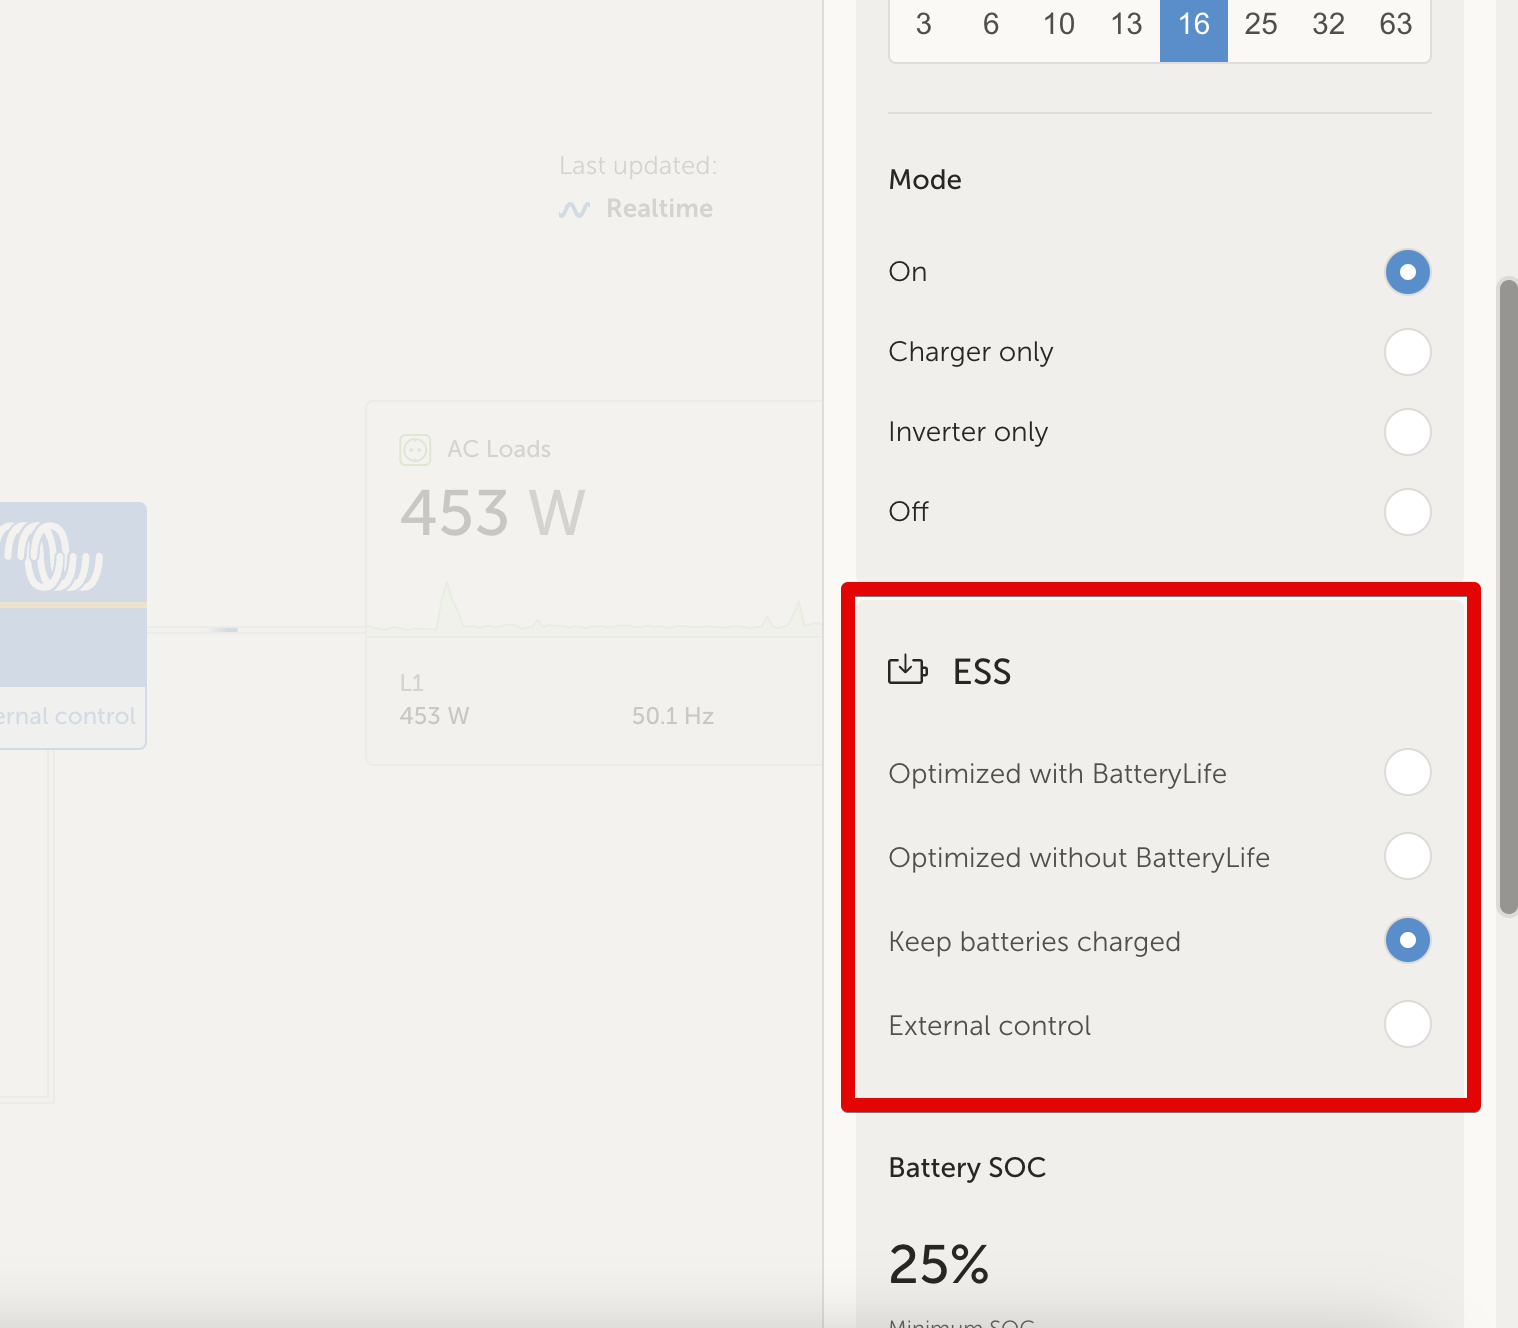 3 6 10 13 16 25 32 63
Last updated:
Realtime
Mode
On
Charger only
Inverter only
Off
AC Loads
453 W
L1
453 W 50.1 Hz
ernal control
ESS
Optimized with BatteryLife
Optimized without BatteryLife
Keep batteries charged
External control
Battery SOC
25%
Minimum SOC